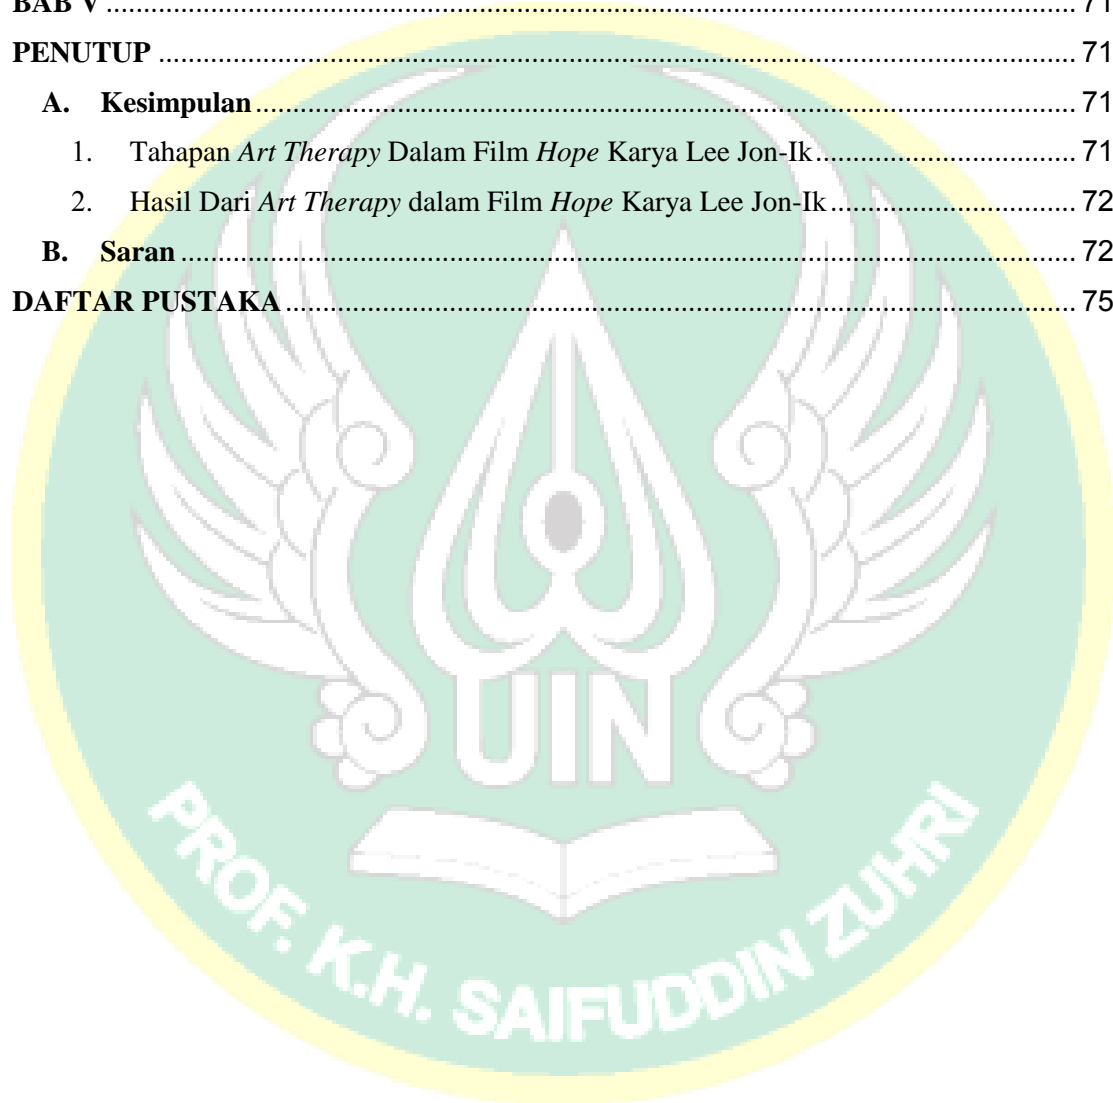 BAB V ........................................................................................................ 71
PENUTUP ........................................................................................................ 71
A. Kesimpulan ........................................................................................................ 71
1. Tahapan Art Therapy Dalam Film Hope Karya Lee Jon-Ik ................................ 71
2. Hasil Dari Art Therapy dalam Film Hope Karya Lee Jon-Ik ................................ 72
B. Saran ........................................................................................................ 72
DAFTAR PUSTAKA ........................................................................................................ 75
UIN
PROF. K.H. SAIFUDDIN ZUHRI